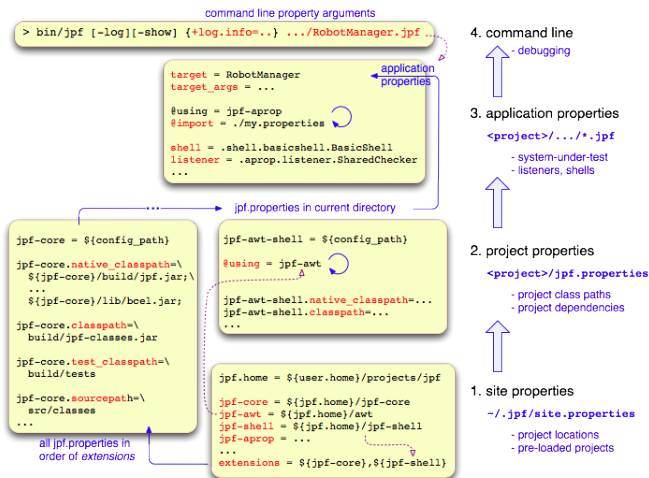 command line property arguments
> bin/jpf [-log][-show] {+log.info=..} .../RobotManager.jpf
4. command line
- debugging
application
properties
target = RobotManager
target_args = ...
@using = jpf-aprop
@import = ./my.properties
shell = .shell.basicshell.BasicShell
listener = .aprop.listener.SharedChecker
...
3. application properties
<project>/.../*.jpf
- system-under-test
- listeners, shells
...
jpf.properties in current directory
jpf-core = ${config_path}
jpf-core.native_classpath=\
${jpf-core}/build/jpf.jar;\
...
${jpf-core}/lib/bcel.jar;
jpf-core.classpath=\
build/jpf-classes.jar
jpf-core.test_classpath=\
build/tests
jpf-core.sourcepath=\
src/classes
...
jpf-awt-shell = ${config_path}
@using = jpf-awt
jpf-awt-shell.native_classpath=...
jpf-awt-shell.classpath=...
...
2. project properties
<project>/jpf.properties
- project class paths
- project dependencies
all jpf.properties in
order of extensions
jpf.home = ${user.home}/projects/jpf
jpf-core = ${jpf.home}/jpf-core
jpf-awt = ${jpf.home}/awt
jpf-shell = ${jpf.home}/jpf-shell
jpf-aprop = ...
...
extensions = ${jpf-core},${jpf-shell}
1. site properties
~/.jpf/site.properties
- project locations
- pre-loaded projects